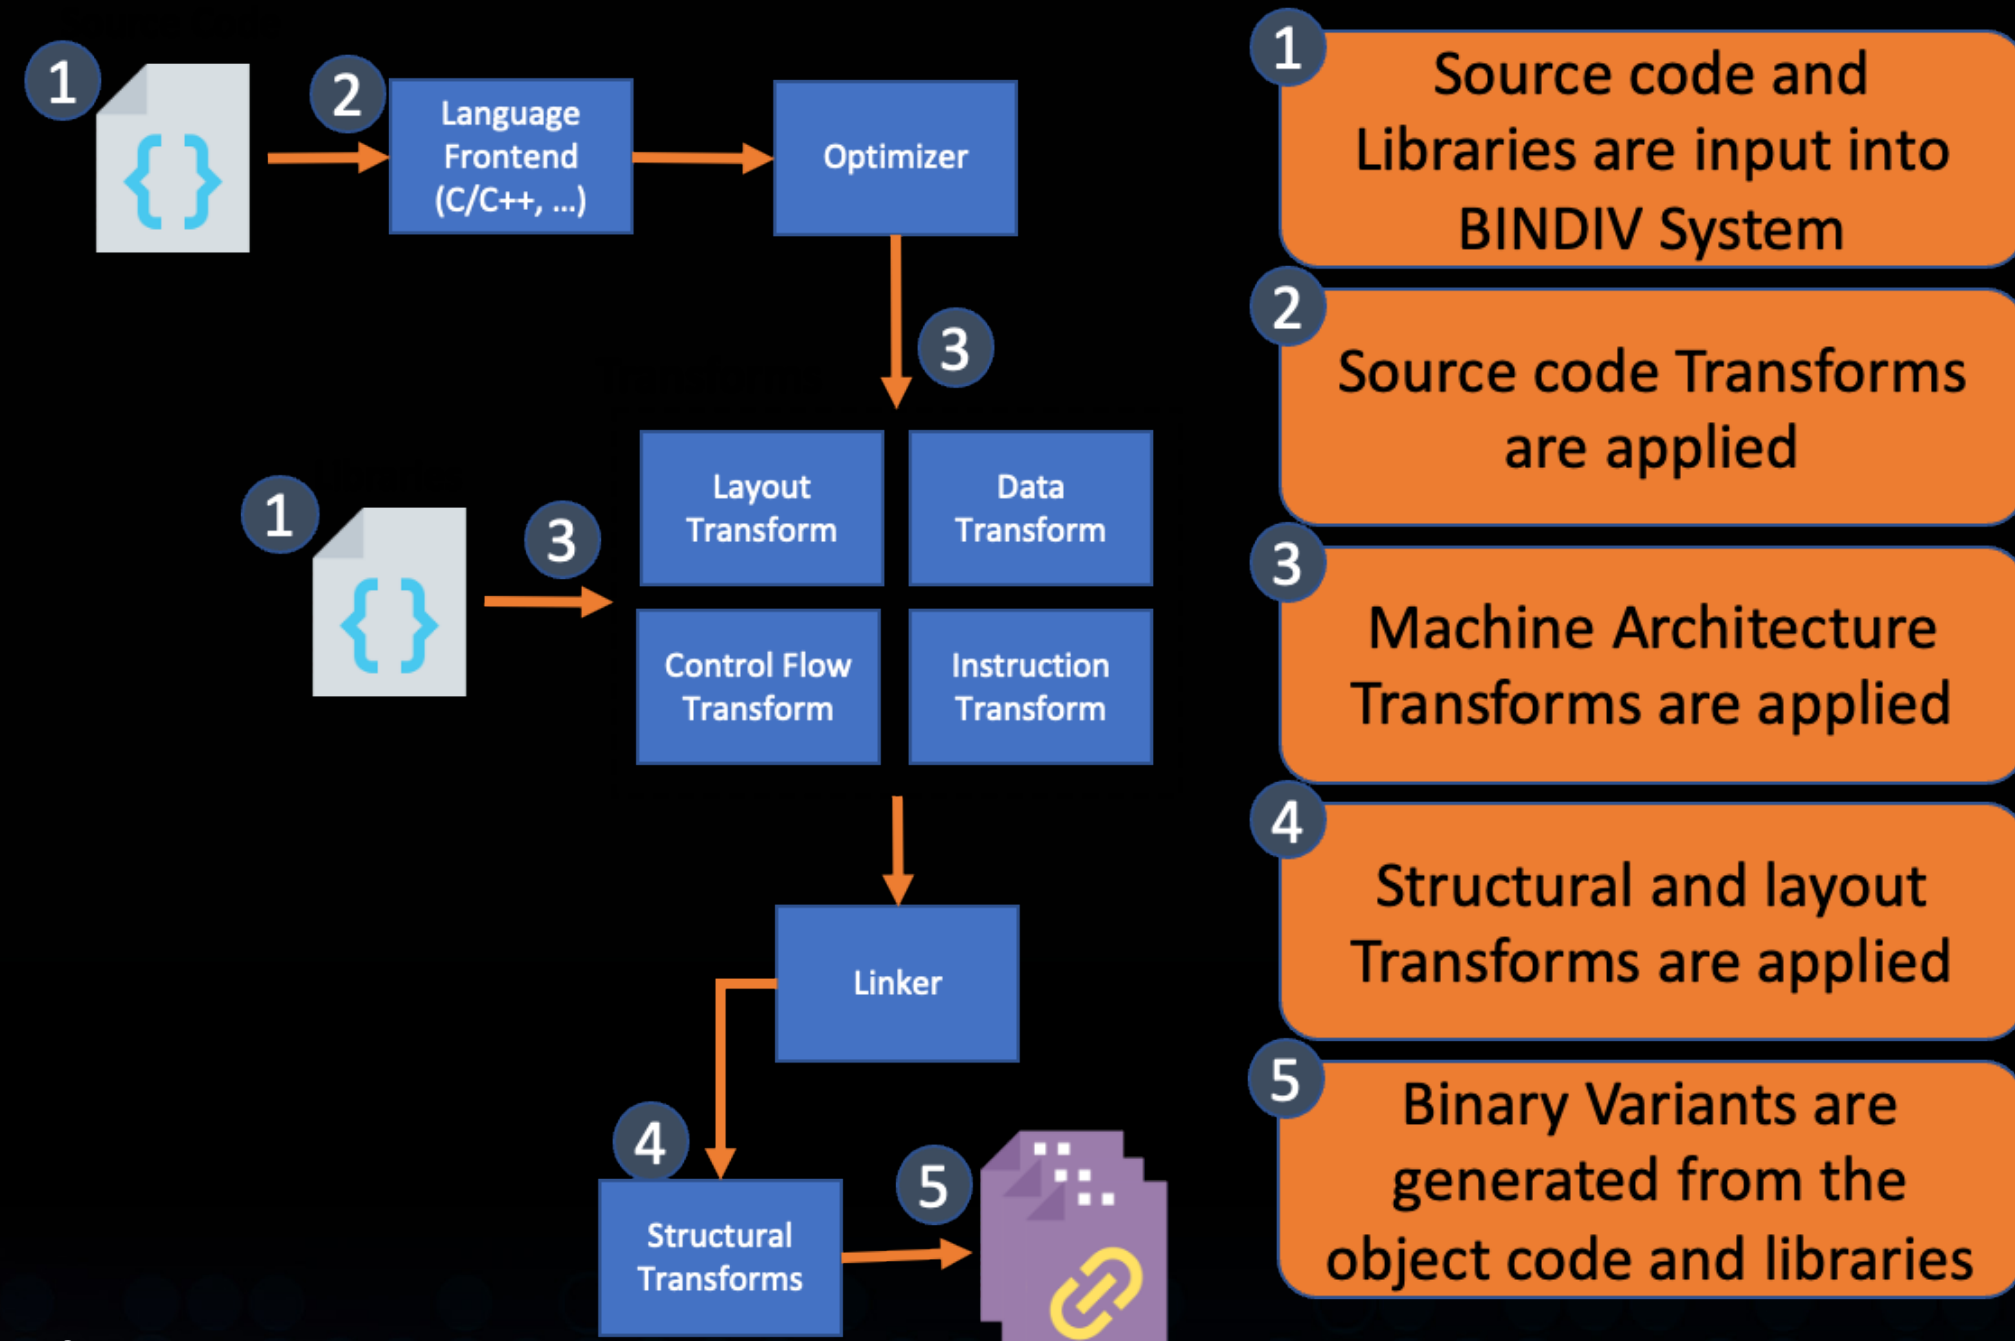 1
2
Language
Frontend
(C/C++, ...)
Optimizer
3
1
3
Layout
Transform
Data
Transform
Control Flow
Transform
Instruction
Transform
Linker
4
Structural
Transforms
5
1
Source code and
Libraries are input into
BINDIV System
2
Source code Transforms
are applied
3
Machine Architecture
Transforms are applied
4
Structural and layout
Transforms are applied
5
Binary Variants are
generated from the
object code and libraries